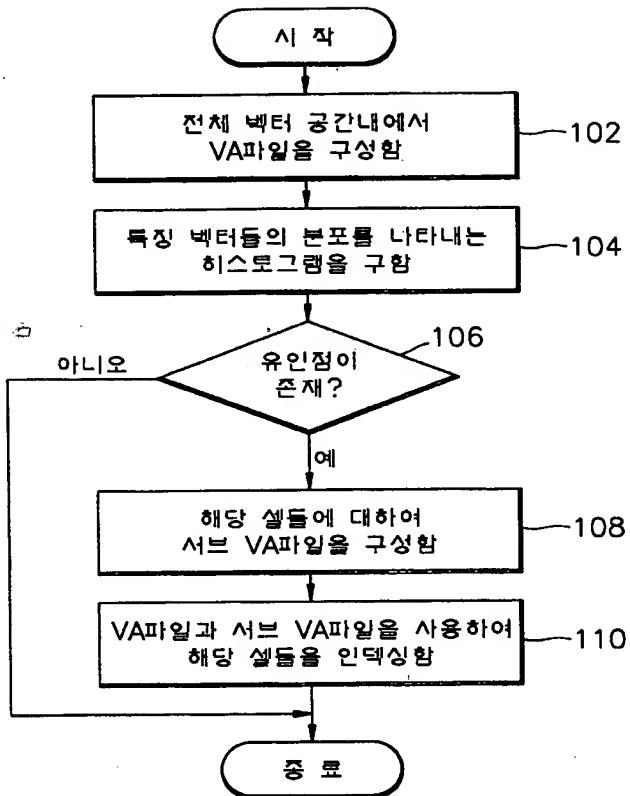 시 작
전체 벡터 공간내에서
VA파일을 구성함
102
특징 벡터들의 분포를 나타내는
히스토그램을 구함
104
유인점이
존재?
106
아니오
예
해당 셀들에 대하여
서브 VA파일을 구성함
108
VA파일과 서브 VA파일을 사용하여
해당 셀들을 인덱싱함
110
종 료